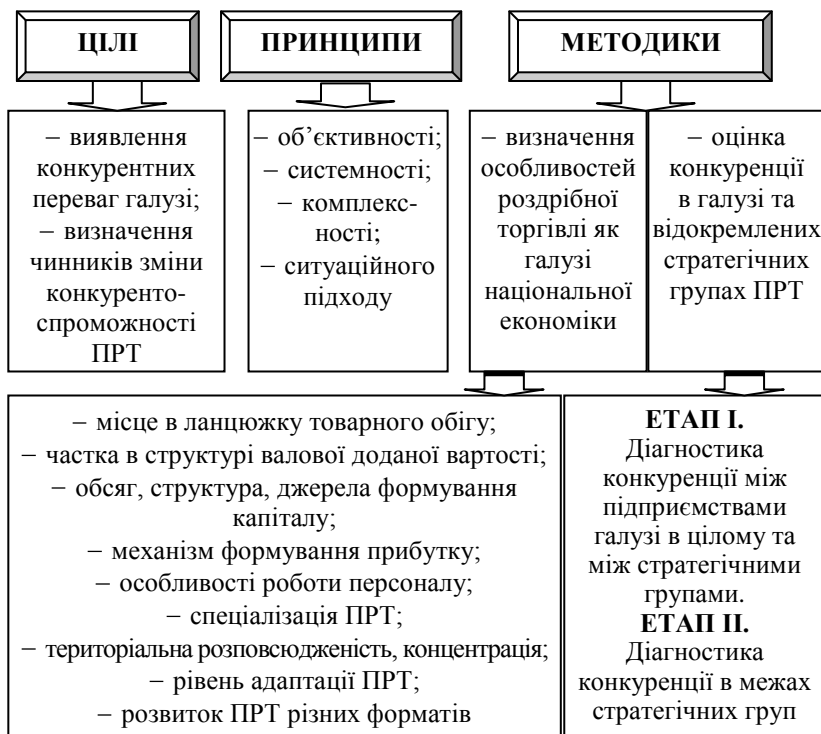 ЦІЛІ
ПРИНЦИПИ
МЕТОДИКИ
– виявлення
конкурентних
переваг галузі;
– визначення
чинників зміни
конкуренто-
спроможності
ПРТ
– об’єктивності;
– системності;
– комплекс-
ності;
– ситуаційного
підходу
– визначення
особливостей
роздрібної
торгівлі як
галузі
національної
економіки
– оцінка
конкуренції
в галузі та
відокремлених
стратегічних
групах ПРТ
– місце в ланцюжку товарного обігу;
– частка в структурі валової доданої вартості;
– обсяг, структура, джерела формування
капіталу;
– механізм формування прибутку;
– особливості роботи персоналу;
– спеціалізація ПРТ;
– територіальна розповсюдженість, концентрація;
– рівень адаптації ПРТ;
– розвиток ПРТ різних форматів
ЕТАП І.
Діагностика
конкуренції між
підприємствами
галузі в цілому та
між стратегічними
групами.
ЕТАП ІІ.
Діагностика
конкуренції в межах
стратегічних груп